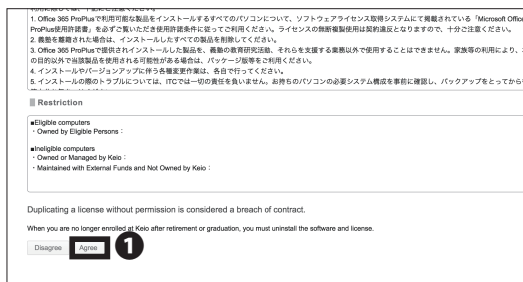 1. Office 365 ProPlusで利用可能な製品をインストールするすべてのパソコンについて、ソフトウェアライセンス取得システムにて掲載されている「Microsoft Office
ProPlus使用許諾書」を必ずご覧いただき使用許諾条件に従ってご利用ください。ライセンスの無断複製使用は契約違反となりますので、十分ご注意ください。
2. 義塾を離籍された場合は、インストールしたすべての製品を削除してください。
3. Office 365 ProPlusで提供されインストールした製品を、義塾の教育研究活動、それらを支援する業務以外で使用することはできません。家族等の利用により、
の目的以外で当該製品を使用される可能性がある場合は、パッケージ版等をご利用ください。
4. インストールやバージョンアップに伴う各種変更作業は、各自で行ってください。
5. インストールの際のトラブルについては、ITCでは一切の責任を負いません。お持ちのパソコンの必要システム構成を事前に確認し、バックアップをとってから
Restriction
■Eligible computers
・Owned by Eligible Persons：
■Ineligible computers
・Owned or Managed by Keio：
・Maintained with External Funds and Not Owned by Keio：
Duplicating a license without permission is considered a breach of contract.
When you are no longer enrolled at Keio after retirement or graduation, you must uninstall the software and license.
Disagree Agree 1